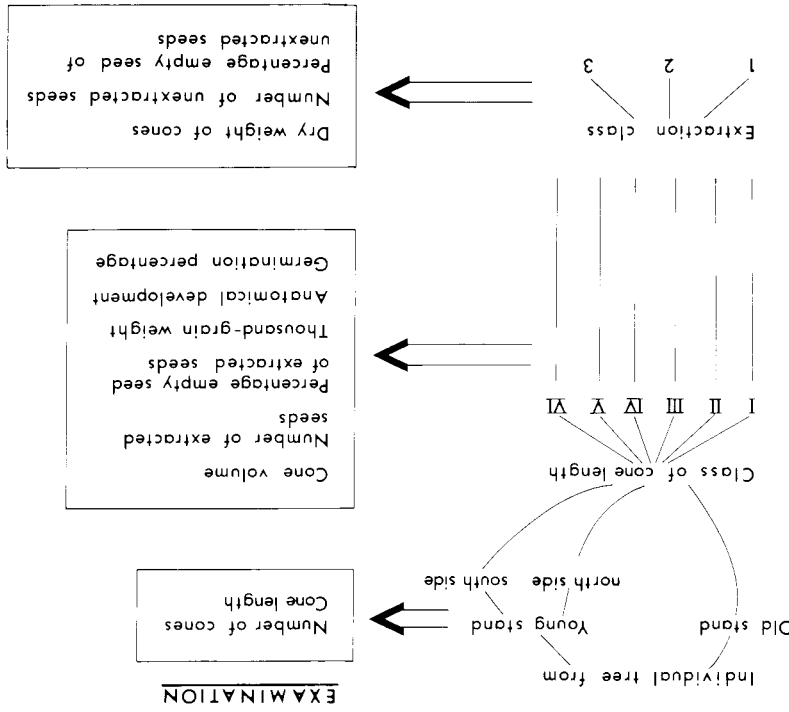 EXAMINATION
Individual tree from
Old stand
Young stand
north side
south side
Number of cones
Cone length
Class of cone length
I II III IV V VI
Cone volume
Number of extracted
seeds
Percentage empty seed
of extracted seeds
Thousand-grain weight
Anatomical development
Germination percentage
Extraction class
1 2 3
Dry weight of cones
Number of unextracted seeds
Percentage empty seed of
unextracted seeds